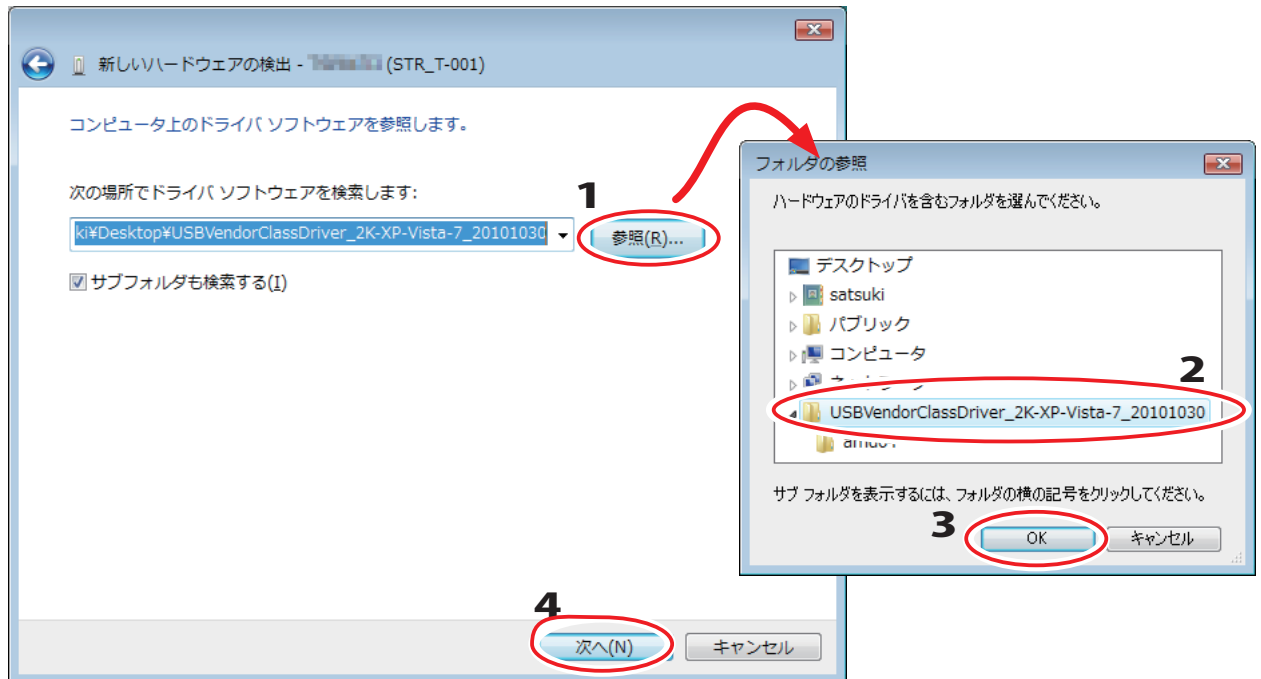 新しいハードウェアの検出 - (STR_T-001)
コンピュータ上のドライバ ソフトウェアを参照します。
次の場所でドライバ ソフトウェアを検索します:
1
ki¥Desktop¥USBVendorClassDriver_2K-XP-Vista-7_20101030
参照(R)...
サブフォルダも検索する(I)
フォルダの参照
ハードウェアのドライバを含むフォルダを選んでください。
デスクトップ
satsuki
パブリック
コンピュータ
2
USBVendorClassDriver_2K-XP-Vista-7_20101030
サブ フォルダを表示するには、フォルダの横の記号をクリックしてください。
3
OK
キャンセル
4
次へ(N)
キャンセル